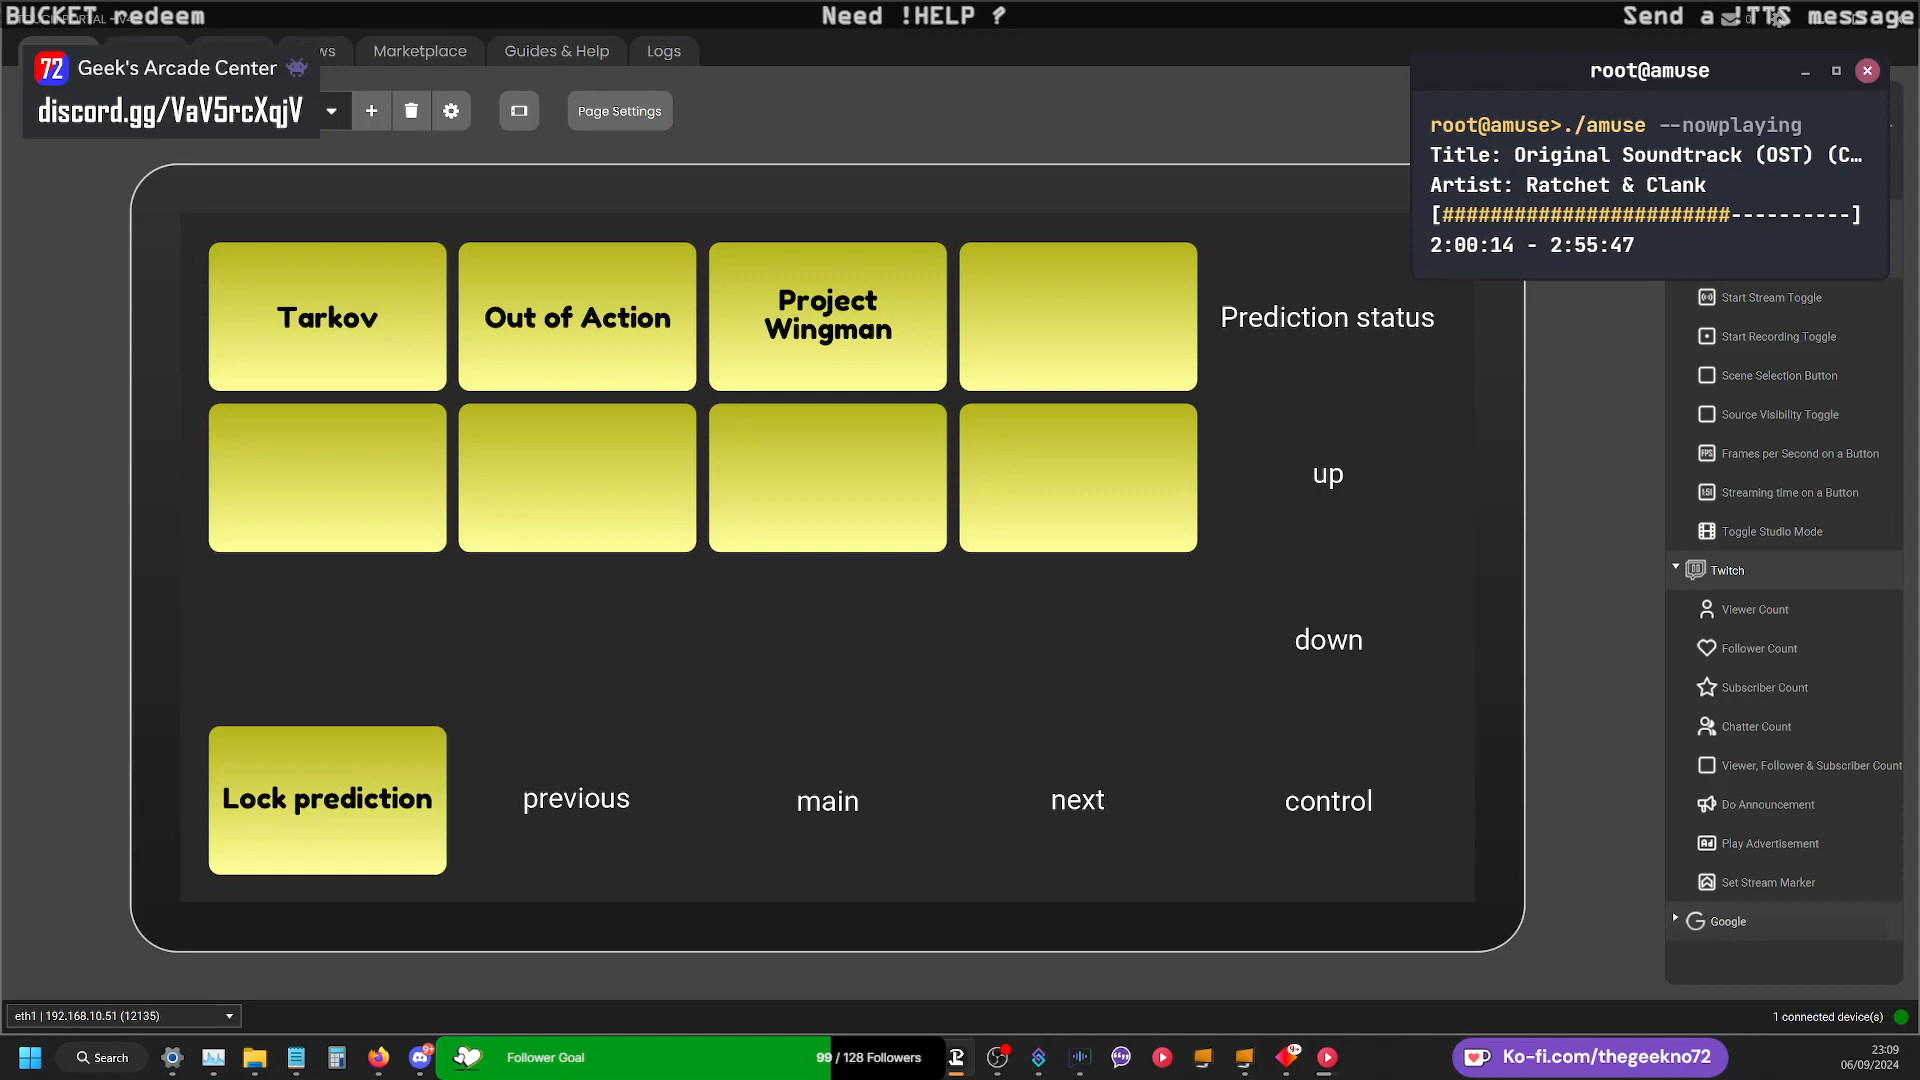 BUCKET redeem
Need !HELP ?
Send a !TTS message
Marketplace
Guides & Help
Logs
72 Geek's Arcade Center
discord.gg/VaV5rcXqjV
Page Settings
root@amuse
root@amuse>./amuse --nowplaying
Title: Original Soundtrack (OST) (C…
Artist: Ratchet & Clank
[########################----------]
2:00:14 - 2:55:47
Tarkov
Out of Action
Project
Wingman
Prediction status
up
down
Lock prediction
previous
main
next
control
Start Stream Toggle
Start Recording Toggle
Scene Selection Button
Source Visibility Toggle
FPS Frames per Second on a Button
Streaming time on a Button
Toggle Studio Mode
Twitch
Viewer Count
Follower Count
Subscriber Count
Chatter Count
Viewer, Follower & Subscriber Count
Do Announcement
Ad Play Advertisement
Set Stream Marker
Google
eth1 | 192.168.10.51 (12135)
1 connected device(s)
Search
9+
Follower Goal
99 / 128 Followers
9+
Ko-fi.com/thegeekno72
23:09
06/09/2024